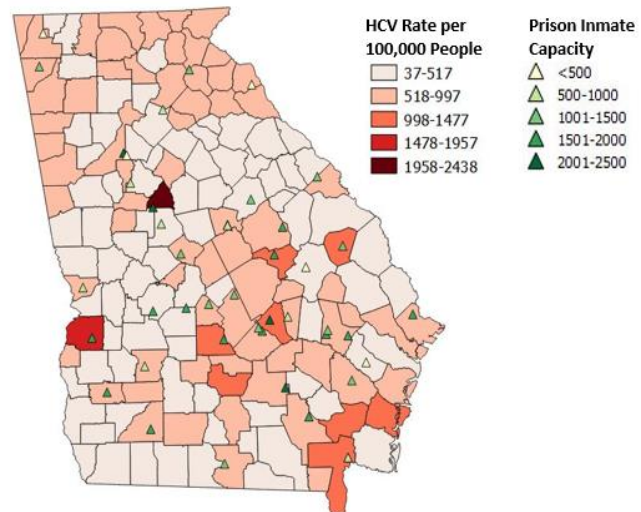 HCV Rate per
100,000 People
37-517
518-997
998-1477
1478-1957
1958-2438
Prison Inmate
Capacity
<500
500-1000
1001-1500
1501-2000
2001-2500